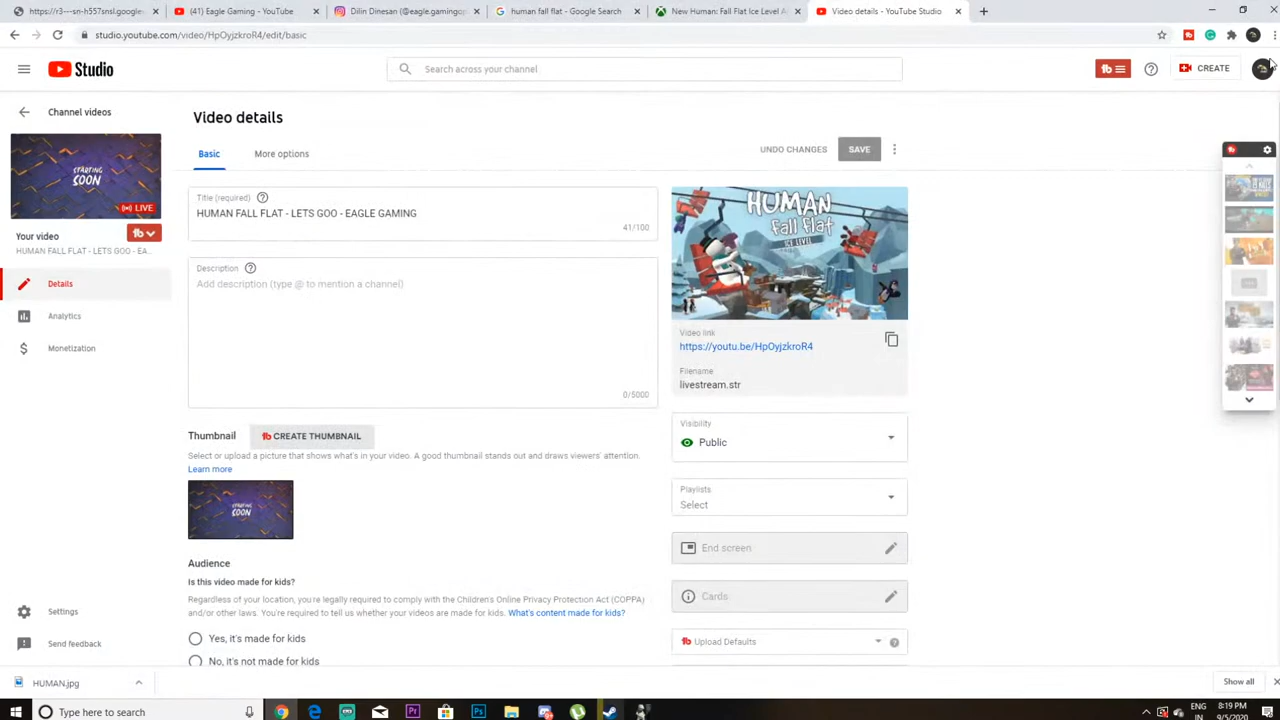 https://r3---sn-h557snsl.google
(41) Eagle Gaming - YouTube
Dilin Dinesan (@eagle.gamingop
human fall flat - Google Search
New Human: Fall Flat Ice Level A
Video details - YouTube Studio
studio.youtube.com/video/HpOyjzkroR4/edit/basic
Studio
Search across your channel
CREATE
Channel videos
STARTING
SOON
LIVE
Your video
HUMAN FALL FLAT - LETS GOO - EA...
Details
Analytics
Monetization
Settings
Send feedback
Video details
Basic
More options
UNDO CHANGES
SAVE
Title (required)
HUMAN FALL FLAT - LETS GOO - EAGLE GAMING
41/100
Description
Add description (type @ to mention a channel)
0/5000
Thumbnail
CREATE THUMBNAIL
Select or upload a picture that shows what's in your video. A good thumbnail stands out and draws viewers' attention.
Learn more
STARTING
SOON
Audience
Is this video made for kids?
Regardless of your location, you're legally required to comply with the Children's Online Privacy Protection Act (COPPA)
and/or other laws. You're required to tell us whether your videos are made for kids. What's content made for kids?
Yes, it's made for kids
No, it's not made for kids
HUMAN
Fall flat
ICE LEVEL
Video link
https://youtu.be/HpOyjzkroR4
Filename
livestream.str
Visibility
Public
Playlists
Select
End screen
Cards
Upload Defaults
HUMAN.jpg
Show all
Type here to search
ENG
IN
8:19 PM
9/5/2020